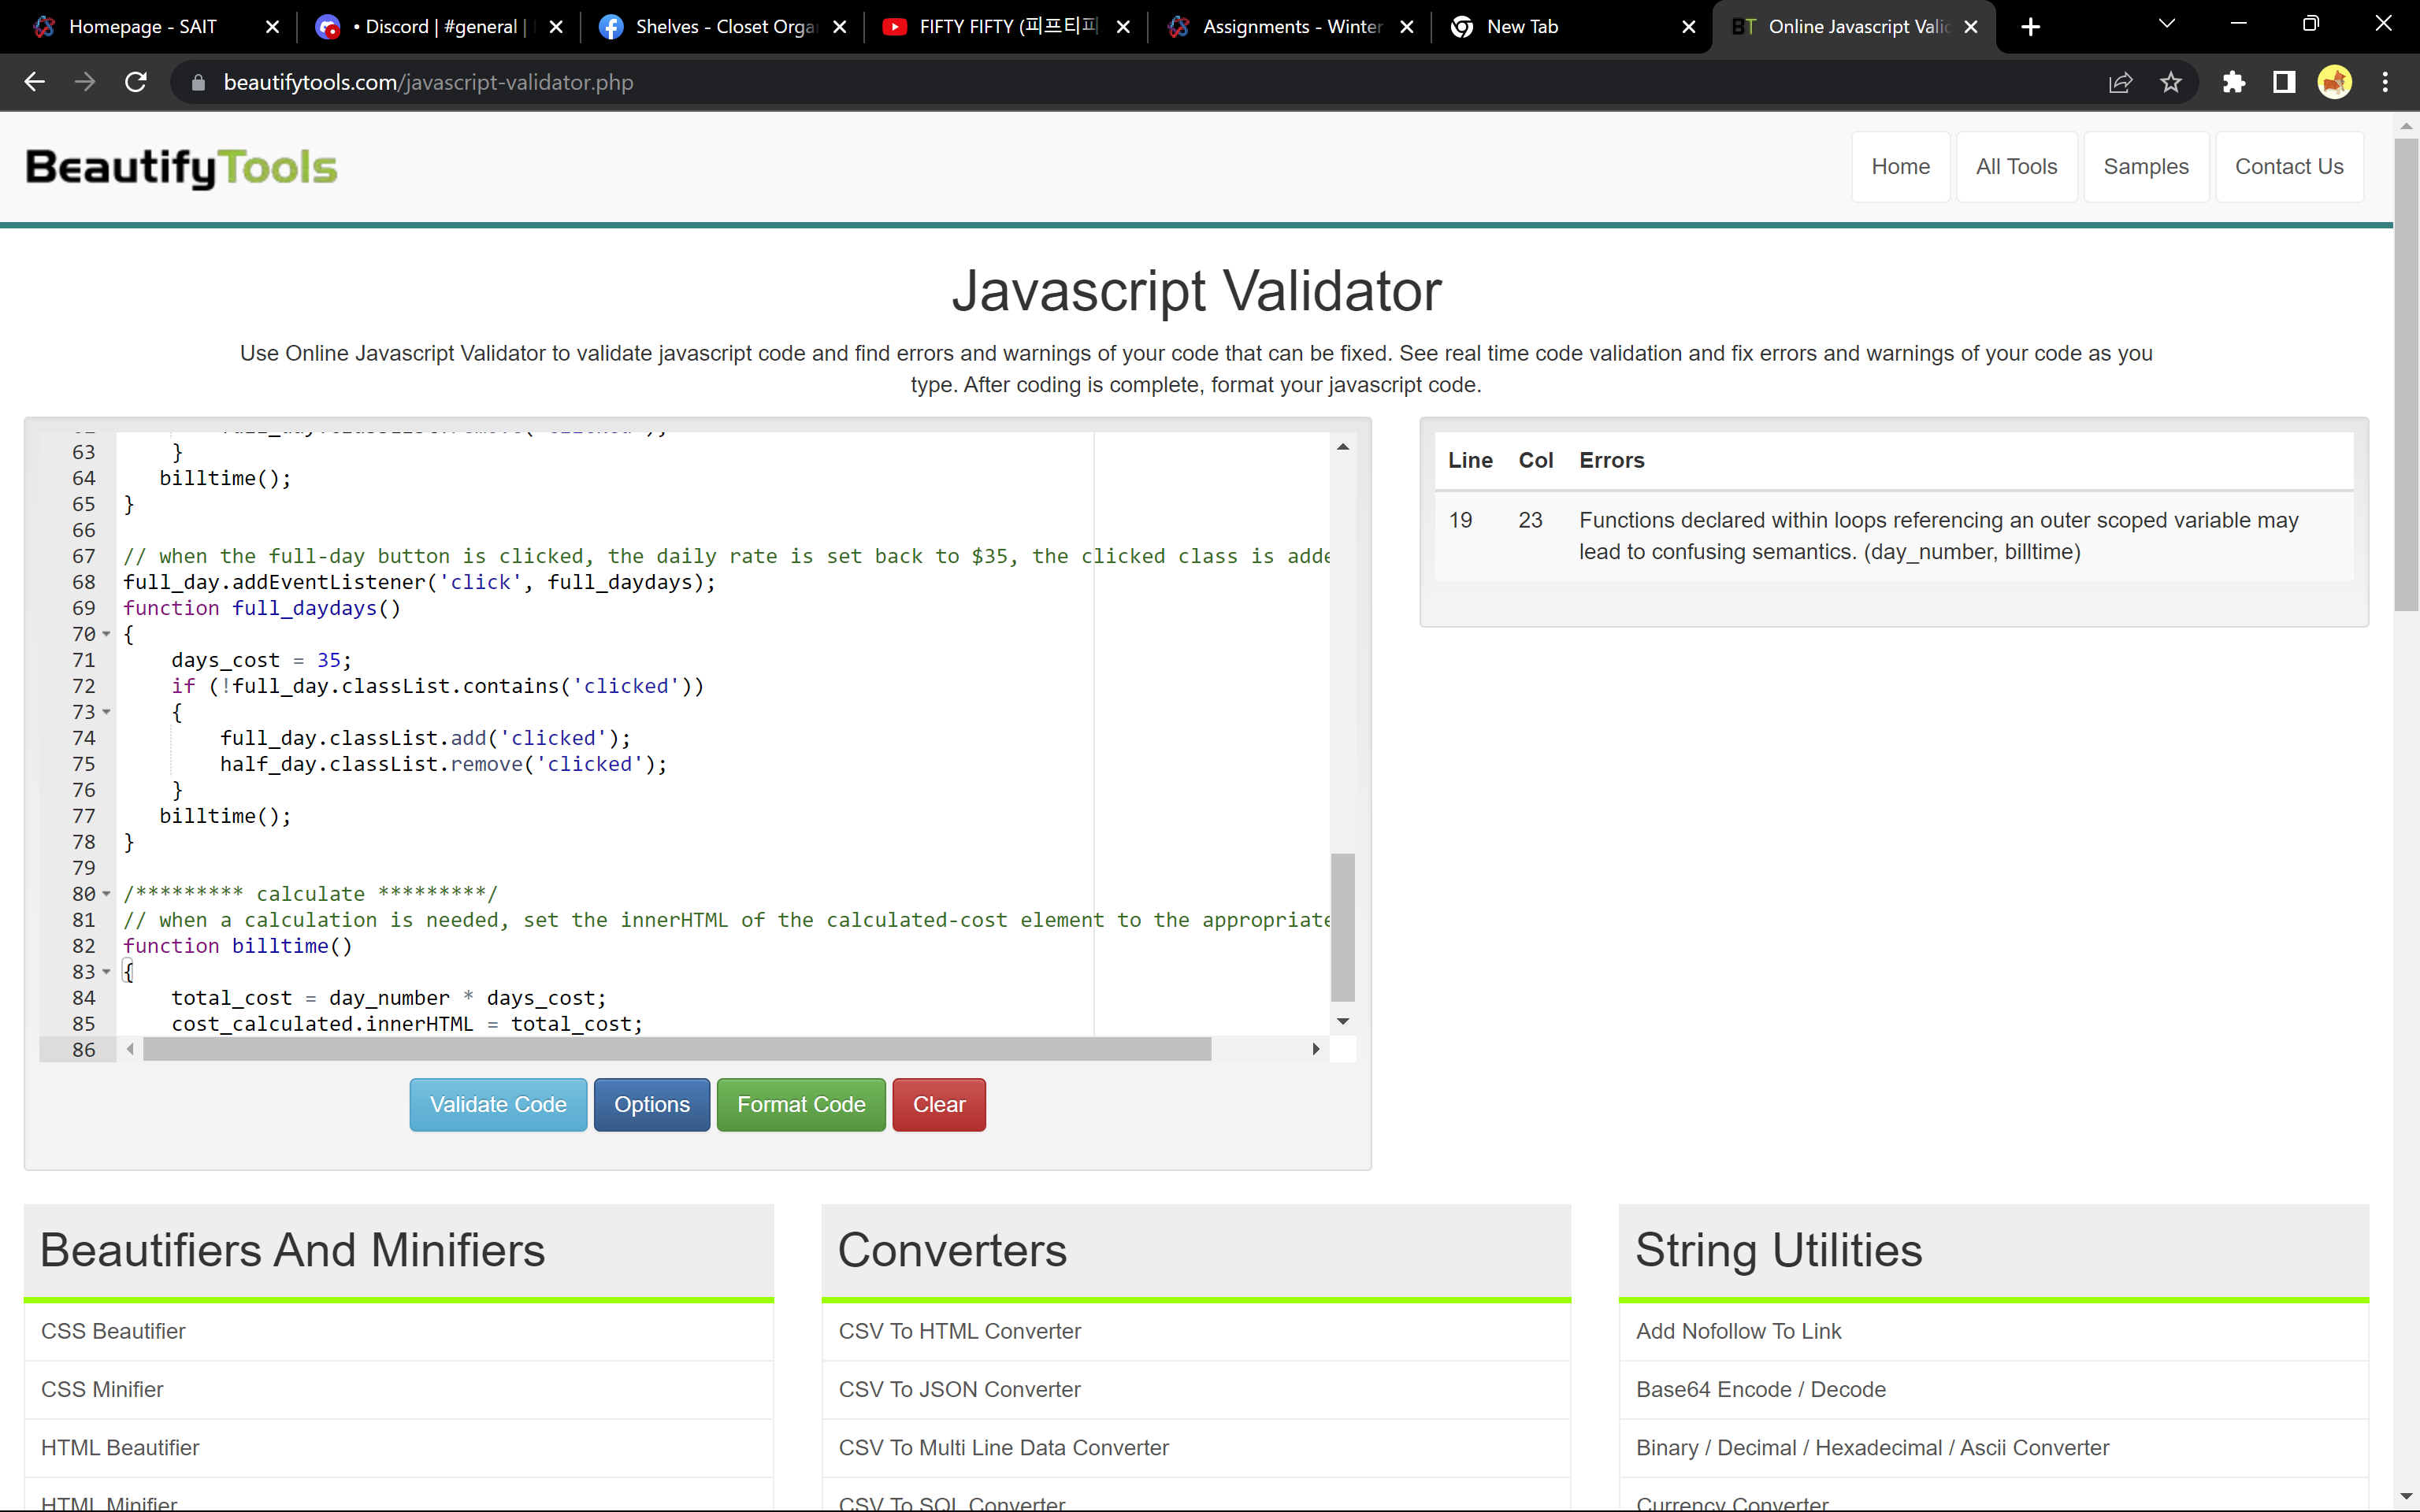 Homepage - SAIT
• Discord | #general |
Shelves - Closet Orga
FIFTY FIFTY (피프티피
Assignments - Winter
New Tab
BT Online Javascript Valid
beautifytools.com/javascript-validator.php
BeautifyTools
Home
All Tools
Samples
Contact Us
Javascript Validator
Use Online Javascript Validator to validate javascript code and find errors and warnings of your code that can be fixed. See real time code validation and fix errors and warnings of your code as you
type. After coding is complete, format your javascript code.
63 }
64 billtime();
65 }
66
67 // when the full-day button is clicked, the daily rate is set back to $35, the clicked class is adde
68 full_day.addEventListener('click', full_daydays);
69 function full_daydays()
70 {
71 days_cost = 35;
72 if (!full_day.classList.contains('clicked'))
73 {
74 full_day.classList.add('clicked');
75 half_day.classList.remove('clicked');
76 }
77 billtime();
78 }
79
80 /********* calculate *********/
81 // when a calculation is needed, set the innerHTML of the calculated-cost element to the appropriate
82 function billtime()
83 {
84 total_cost = day_number * days_cost;
85 cost_calculated.innerHTML = total_cost;
86
Line Col Errors
19 23 Functions declared within loops referencing an outer scoped variable may
lead to confusing semantics. (day_number, billtime)
Validate Code
Options
Format Code
Clear
Beautifiers And Minifiers
CSS Beautifier
CSS Minifier
HTML Beautifier
HTML Minifier
Converters
CSV To HTML Converter
CSV To JSON Converter
CSV To Multi Line Data Converter
CSV To SQL Converter
String Utilities
Add Nofollow To Link
Base64 Encode / Decode
Binary / Decimal / Hexadecimal / Ascii Converter
Currency Converter